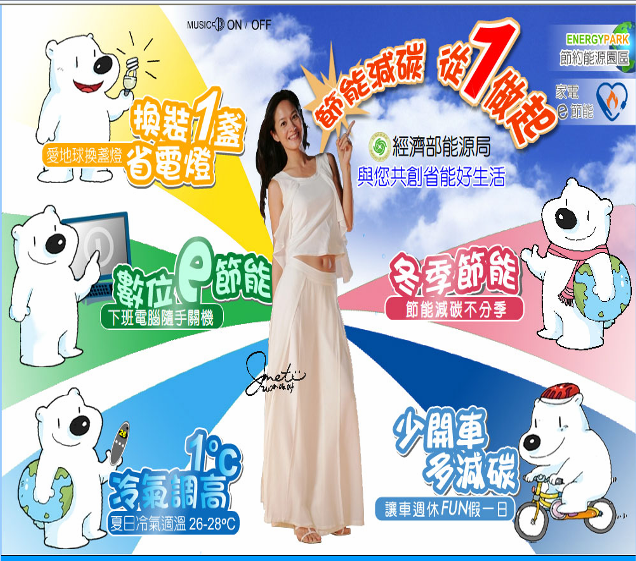 MUSIC ON / OFF
ENERGYPARK
節約能源園區
家電
e 節能
節能減碳 從1做起
經濟部能源局
與您共創省能好生活
換裝1盞
省電燈
愛地球換盞燈
數位e節能
下班電腦隨手關機
冬季節能
節能減碳不分季
26
1°C
冷氣調高
夏日冷氣適溫 26-28°C
少開車
多減碳
讓車週休FUN假一日